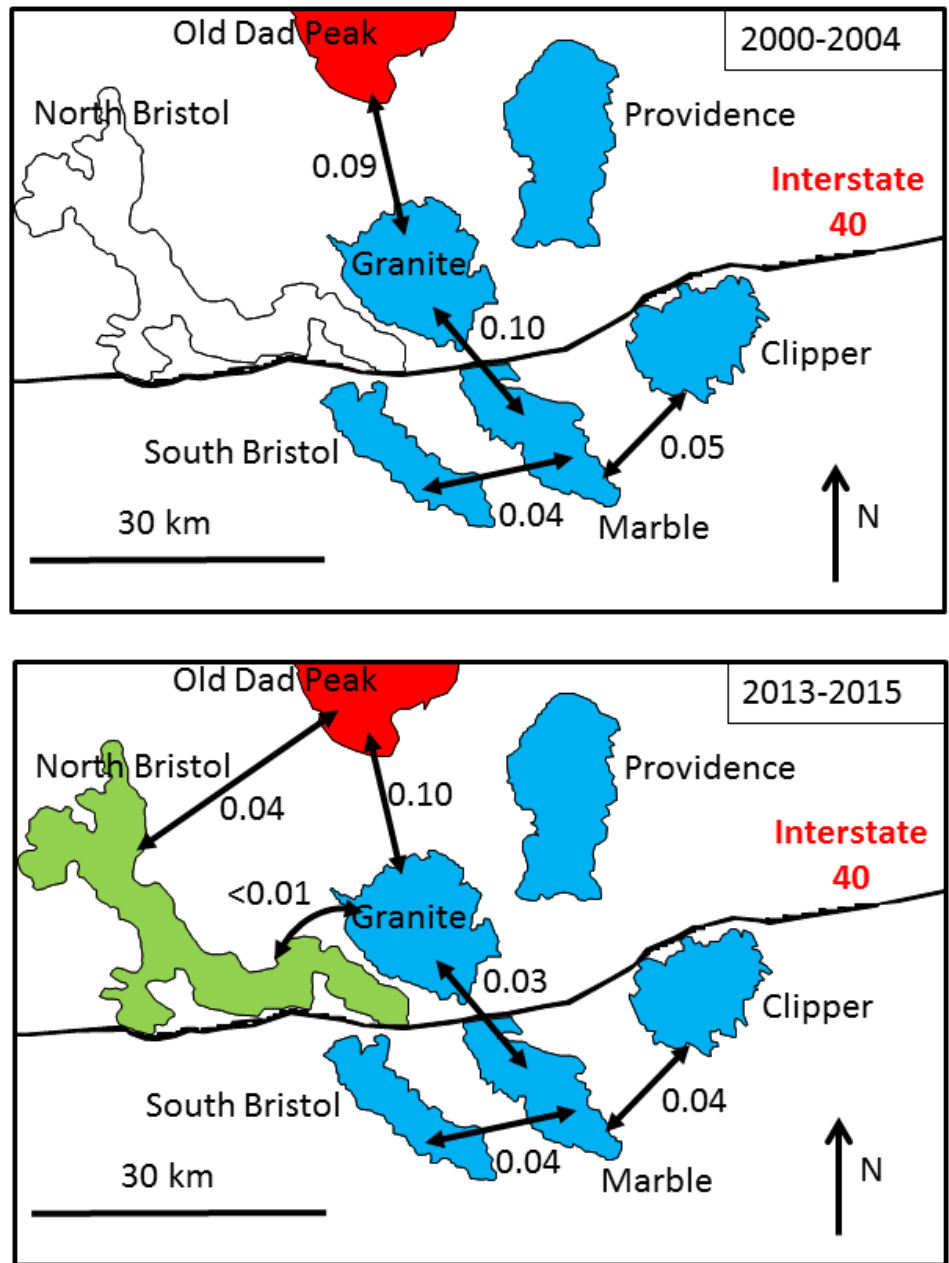 Old Dad Peak
2000-2004
North Bristol
Providence
0.09
Interstate
40
Granite
0.10
Clipper
South Bristol
0.05
0.04
Marble
30 km
N
Old Dad Peak
2013-2015
North Bristol
Providence
0.04
0.10
Interstate
40
<0.01
Granite
0.03
Clipper
South Bristol
0.04
0.04
Marble
30 km
N